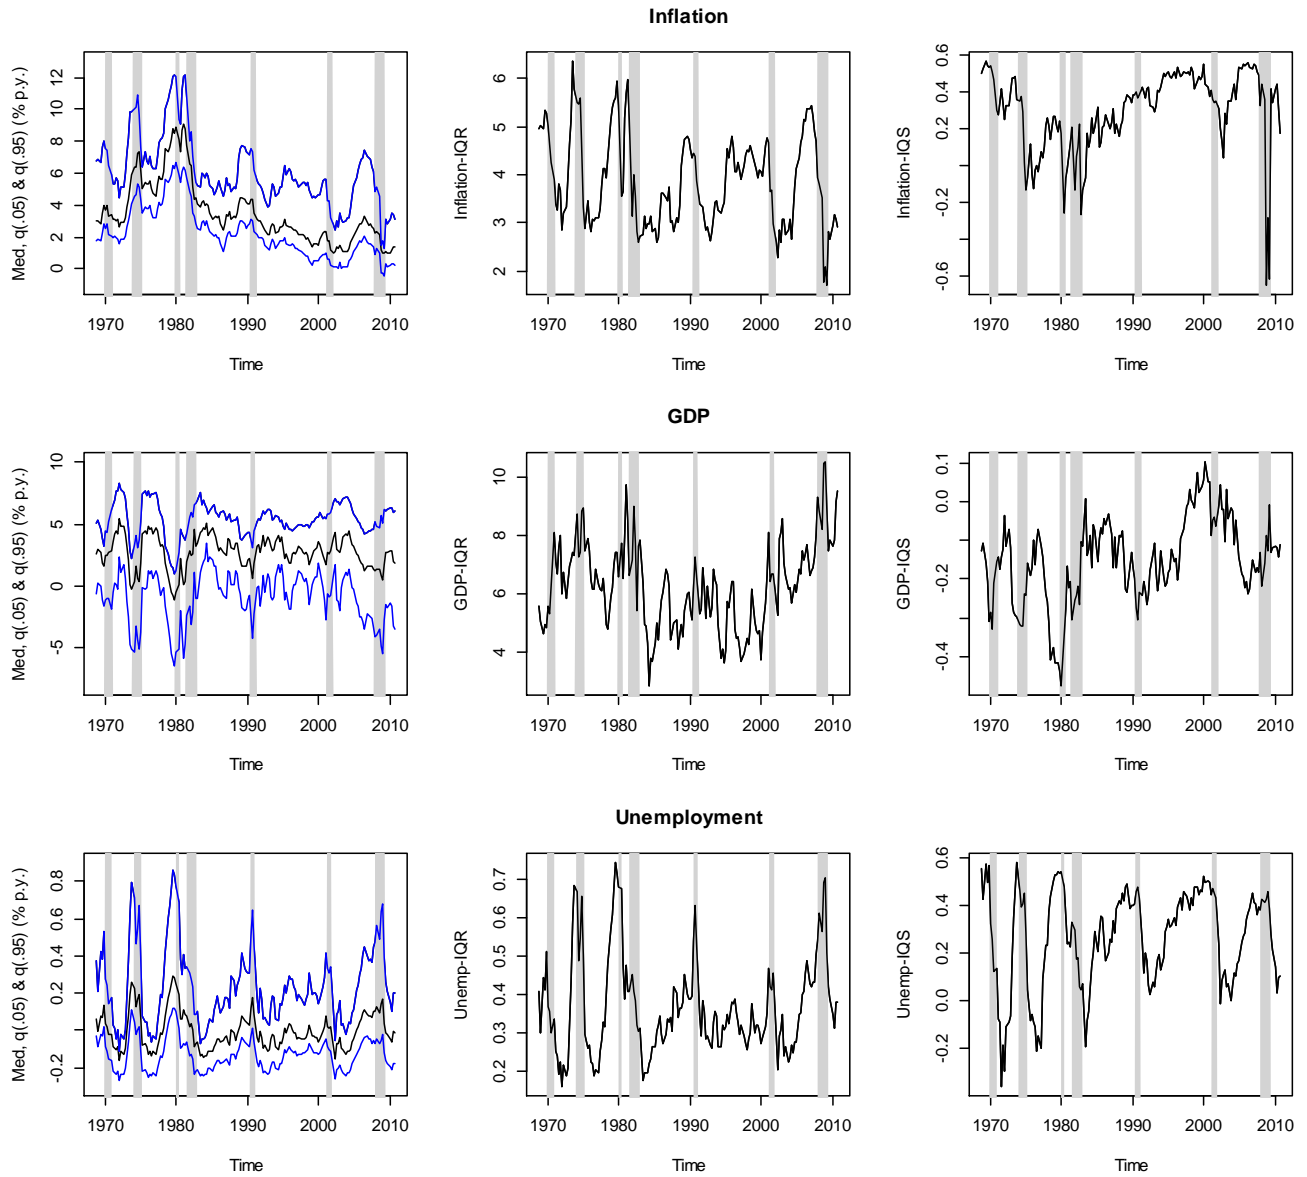 Inflation
Med, q(.05) & q(.95) (% p.y.)
0 2 4 6 8 10 12
1970 1980 1990 2000 2010
Time
Inflation-IQR
2 3 4 5 6
1970 1980 1990 2000 2010
Time
Inflation-IQS
-0.6 -0.2 0.2 0.4 0.6
1970 1980 1990 2000 2010
Time
GDP
Med, q(.05) & q(.95) (% p.y.)
-5 0 5 10
1970 1980 1990 2000 2010
Time
GDP-IQR
4 6 8 10
1970 1980 1990 2000 2010
Time
GDP-IQS
-0.4 -0.2 0.0 0.1
1970 1980 1990 2000 2010
Time
Unemployment
Med, q(.05) & q(.95) (% p.y.)
-0.2 0.2 0.4 0.6 0.8
1970 1980 1990 2000 2010
Time
Unemp-IQR
0.2 0.3 0.4 0.5 0.6 0.7
1970 1980 1990 2000 2010
Time
Unemp-IQS
-0.2 0.0 0.2 0.4 0.6
1970 1980 1990 2000 2010
Time